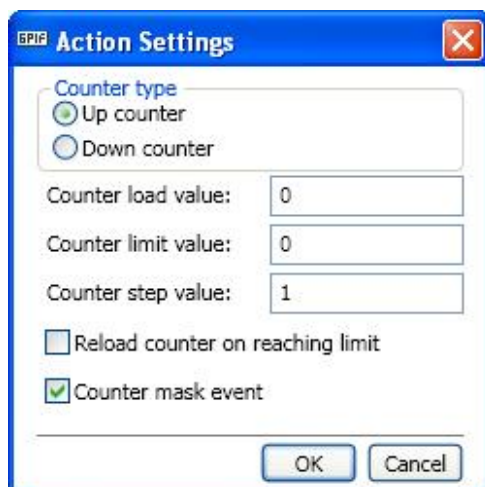 GPIF Action Settings
Counter type
Up counter
Down counter
Counter load value: 0
Counter limit value: 0
Counter step value: 1
Reload counter on reaching limit
Counter mask event
OK Cancel